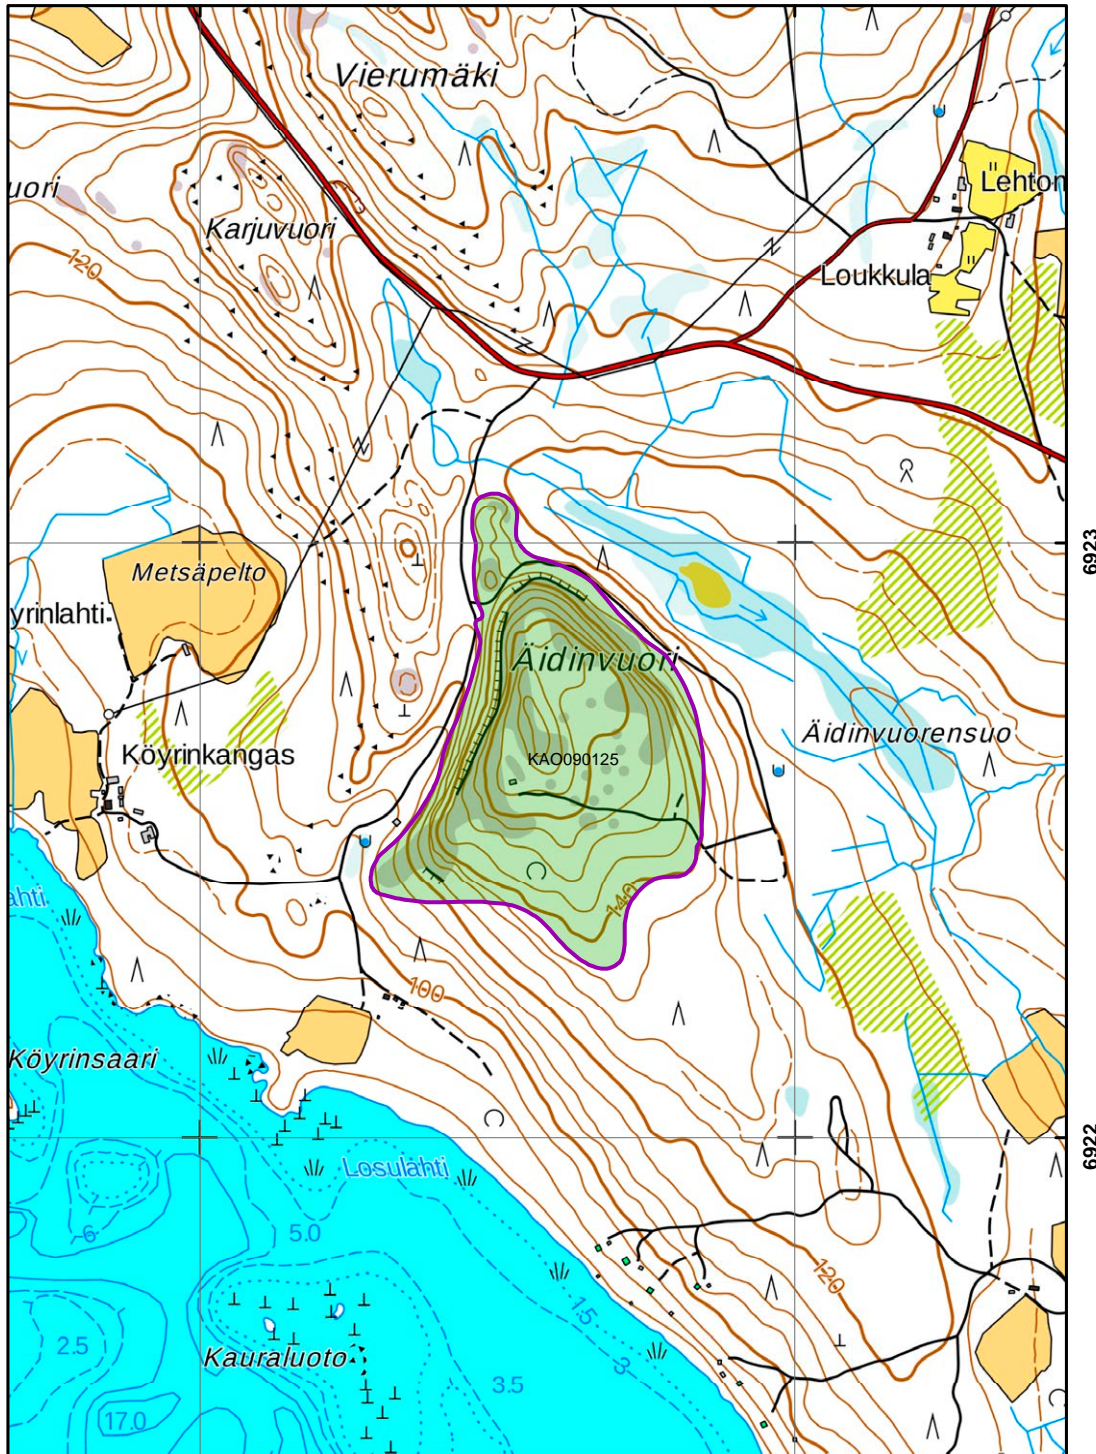 Vierumäki
uori
Karjuvuori
Lehton
Loukkula
120
6923
Metsäpelto
yrinlahti
Äidinvuori
Äidinvuorensuo
KAO090125
Köyrinkangas
ahti
140
100
Köyrinsaari
6922
Losulahti
6
5.0
120
1.5
2.5
Kauraluoto
3
3.5
17.0